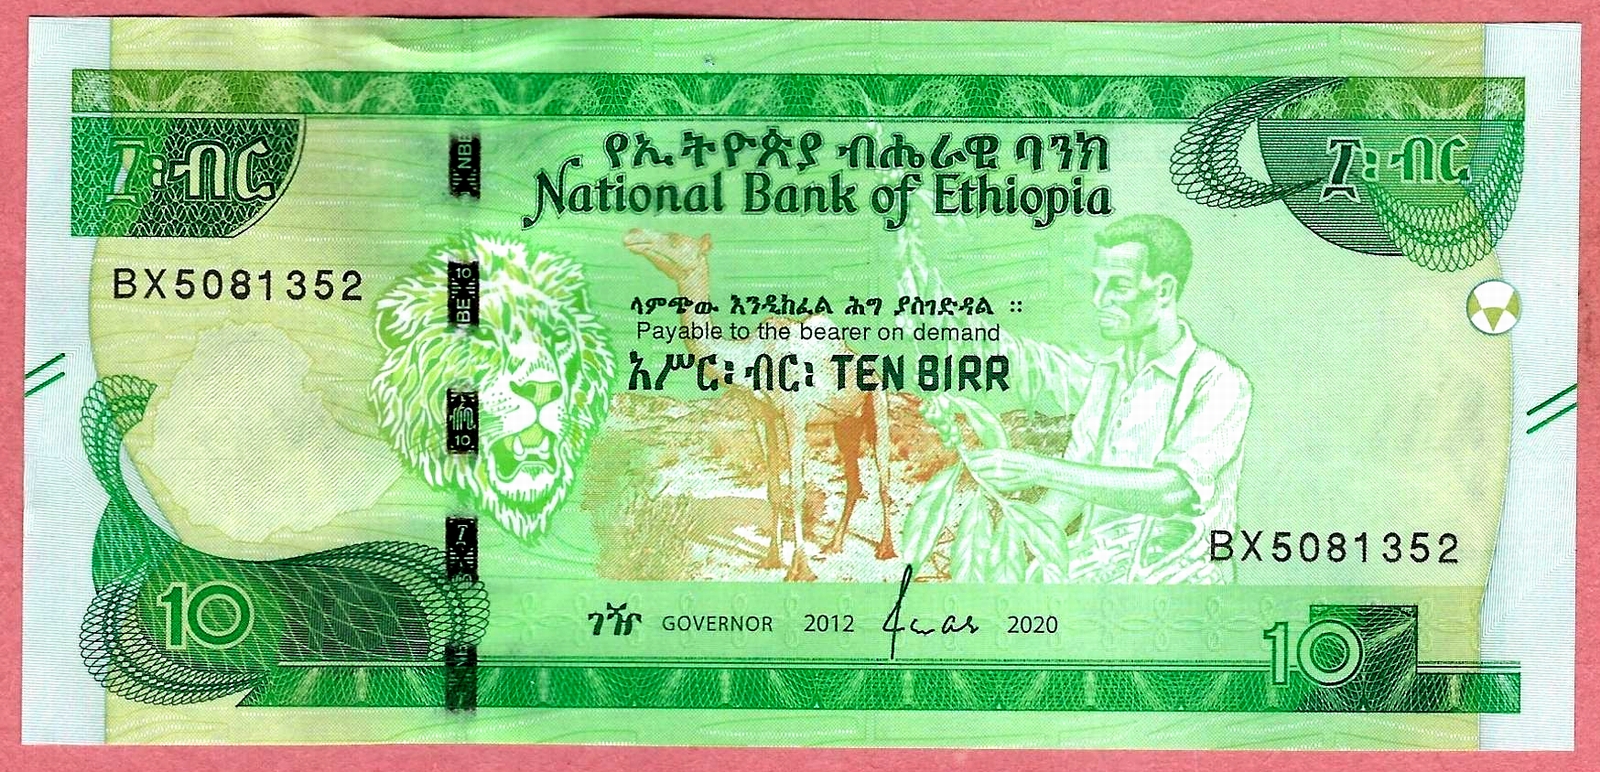 ፲፡ብር
የኢትዮጵያ ብሔራዊ ባንክ
National Bank of Ethiopia
፲፡ብር
BX5081352
ላምጭው እንዲከፈል ሕግ ያስገድዳል ።
Payable to the bearer on demand
አሥር፡ብር፡ TEN BIRR
BX5081352
10
ገዥ GOVERNOR 2012 2020
10